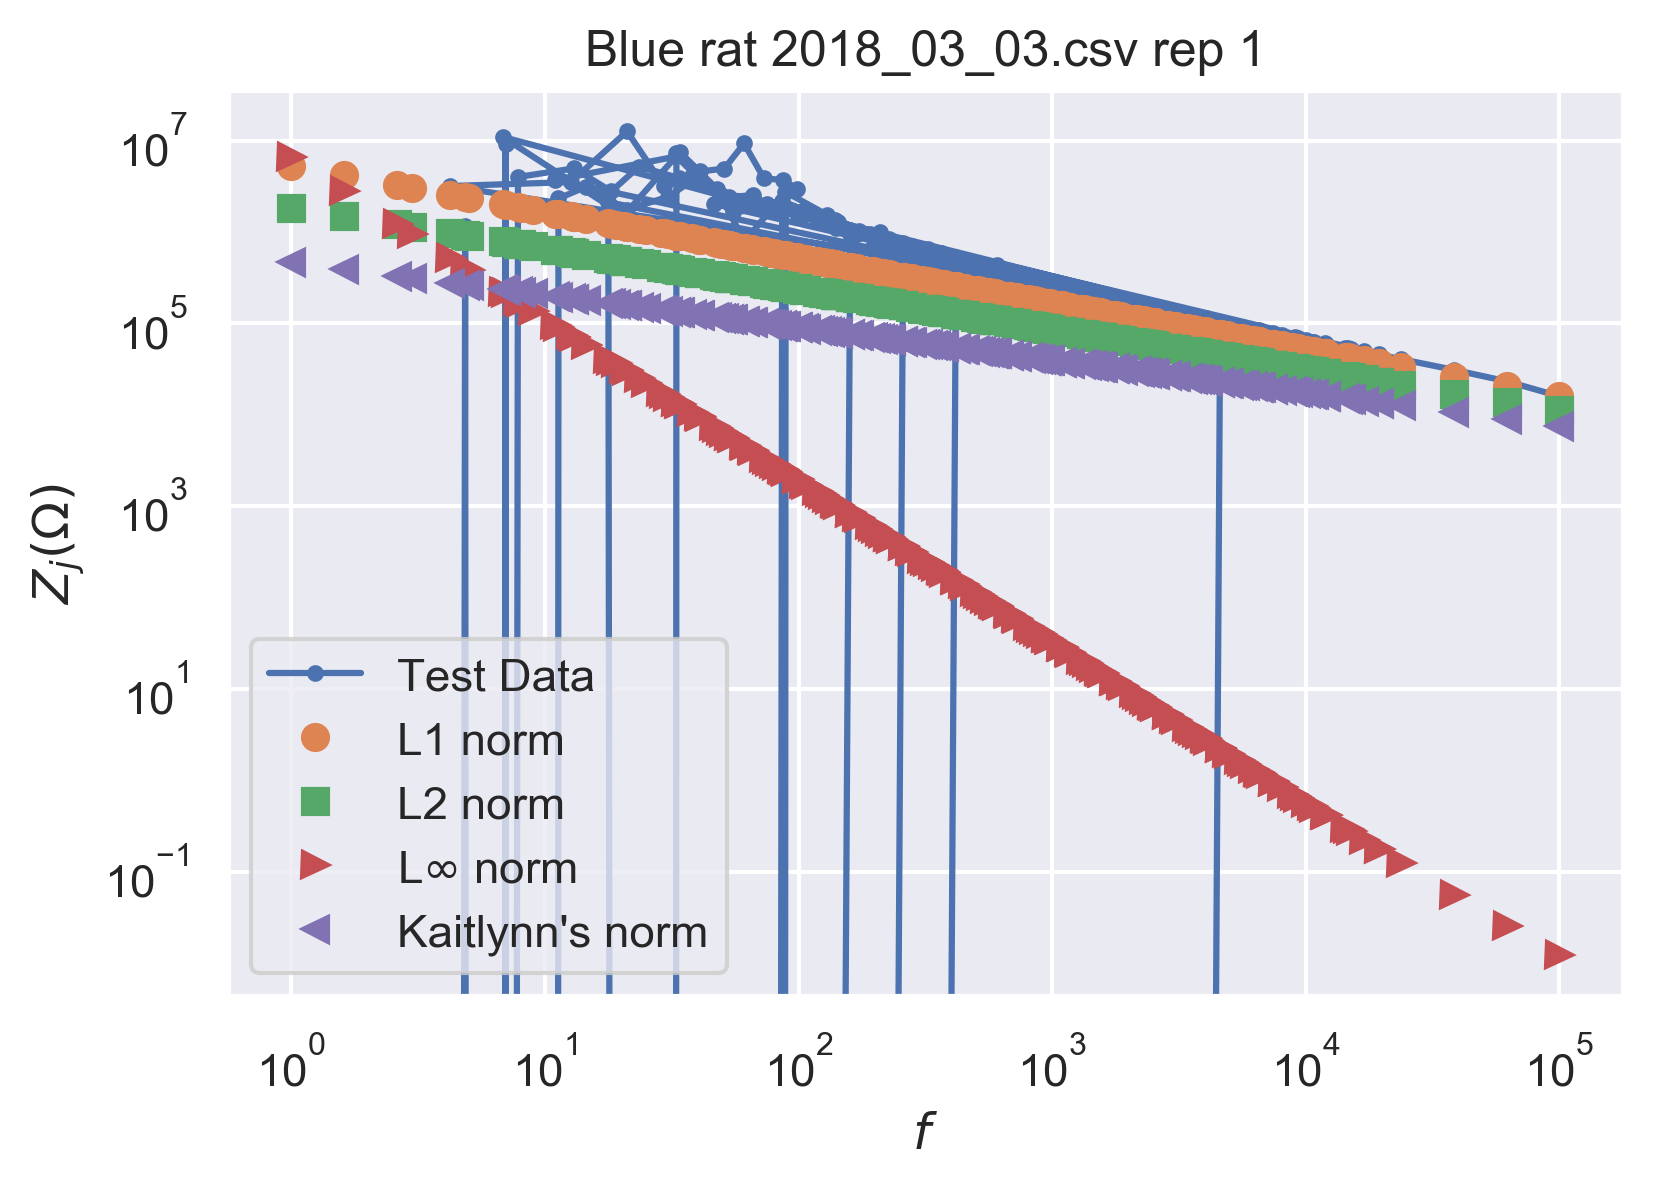 Blue rat 2018_03_03.csv rep 1
10^7
10^5
10^3
10^1
10^−1
Z_j(Ω)
Test Data
L1 norm
L2 norm
L∞ norm
Kaitlynn's norm
10^0 10^1 10^2 10^3 10^4 10^5
f